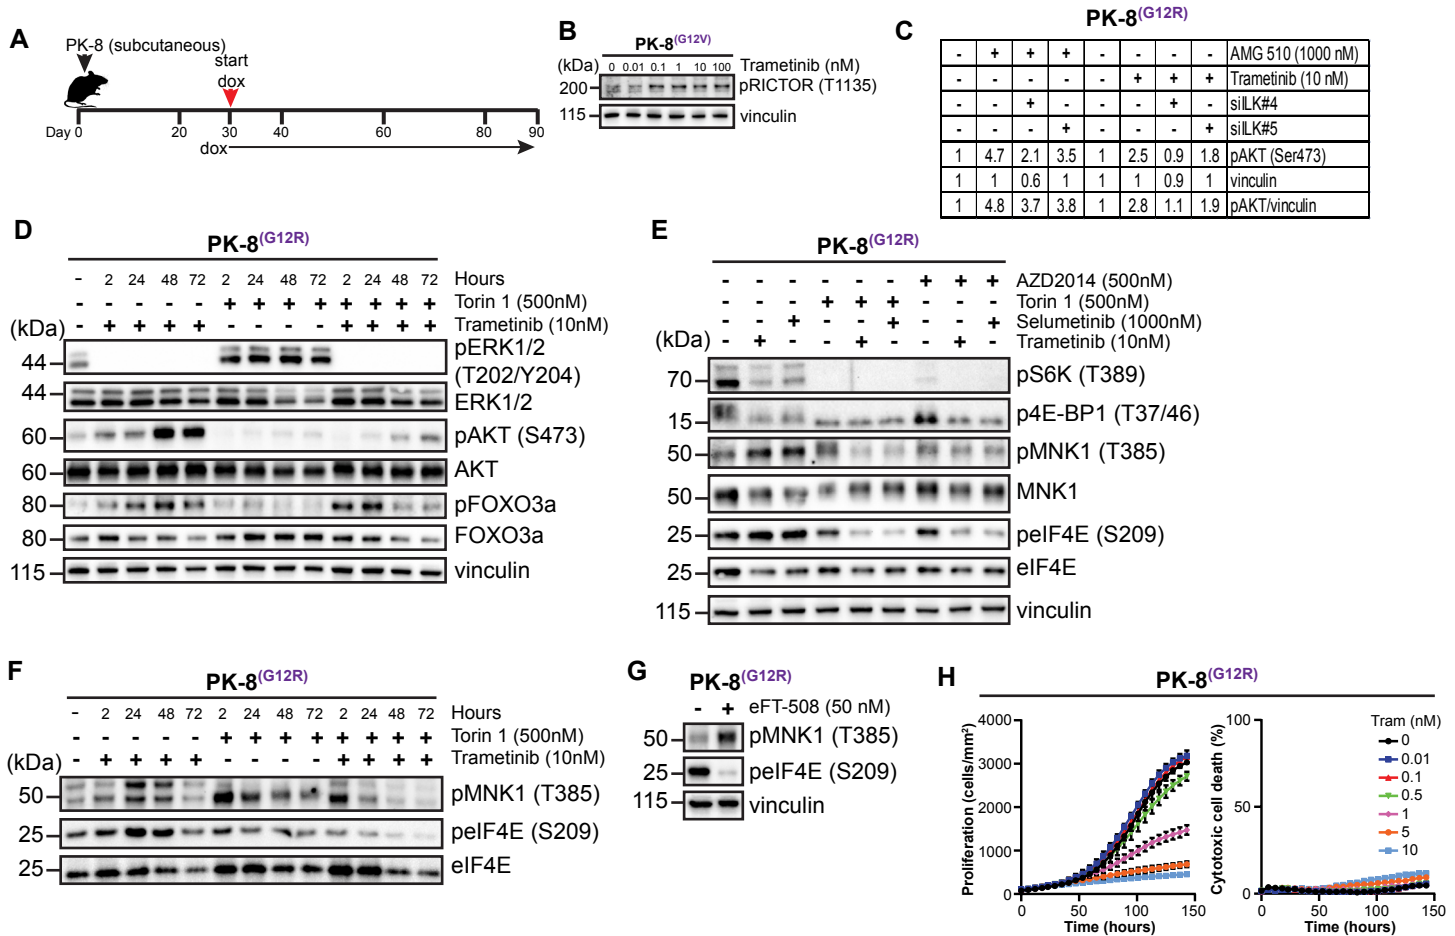 A
PK-8 (subcutaneous)
start
dox
Day 0 20 30 40 60 80 90
dox
B
PK-8(G12V)
(kDa) 0 0.01 0.1 1 10 100 Trametinib (nM)
200 pRICTOR (T1135)
115 vinculin
C
PK-8(G12R)
- + + + - - - - AMG 510 (1000 nM)
- - - - - + + + Trametinib (10 nM)
- - + - - - + - siILK#4
- - - + - - - + siILK#5
1 4.7 2.1 3.5 1 2.5 0.9 1.8 pAKT (Ser473)
1 1 0.6 1 1 1 0.9 1 vinculin
1 4.8 3.7 3.8 1 2.8 1.1 1.9 pAKT/vinculin
D
PK-8(G12R)
- 2 24 48 72 2 24 48 72 2 24 48 72 Hours
- - - - - + + + + + + + + Torin 1 (500nM)
- + + + + - - - - + + + + Trametinib (10nM)
(kDa)
44 pERK1/2
(T202/Y204)
44 ERK1/2
60 pAKT (S473)
60 AKT
80 pFOXO3a
80 FOXO3a
115 vinculin
E
PK-8(G12R)
- - - - - - + + + AZD2014 (500nM)
- - - + + + - - - Torin 1 (500nM)
- - + - - + - - + Selumetinib (1000nM)
- + - - + - - + - Trametinib (10nM)
(kDa)
70 pS6K (T389)
15 p4E-BP1 (T37/46)
50 pMNK1 (T385)
50 MNK1
25 peIF4E (S209)
25 eIF4E
115 vinculin
F
PK-8(G12R)
- 2 24 48 72 2 24 48 72 2 24 48 72 Hours
- - - - - + + + + + + + + Torin 1 (500nM)
- + + + + - - - - + + + + Trametinib (10nM)
(kDa)
50 pMNK1 (T385)
25 peIF4E (S209)
25 eIF4E
G
PK-8(G12R)
- + eFT-508 (50 nM)
50 pMNK1 (T385)
25 peIF4E (S209)
115 vinculin
H
PK-8(G12R)
Proliferation (cells/mm²)
4000
3000
2000
1000
0
0 50 100 150
Time (hours)
Cytotoxic cell death (%)
100
50
0
0 50 100 150
Time (hours)
Tram (nM)
0
0.01
0.1
0.5
1
5
10